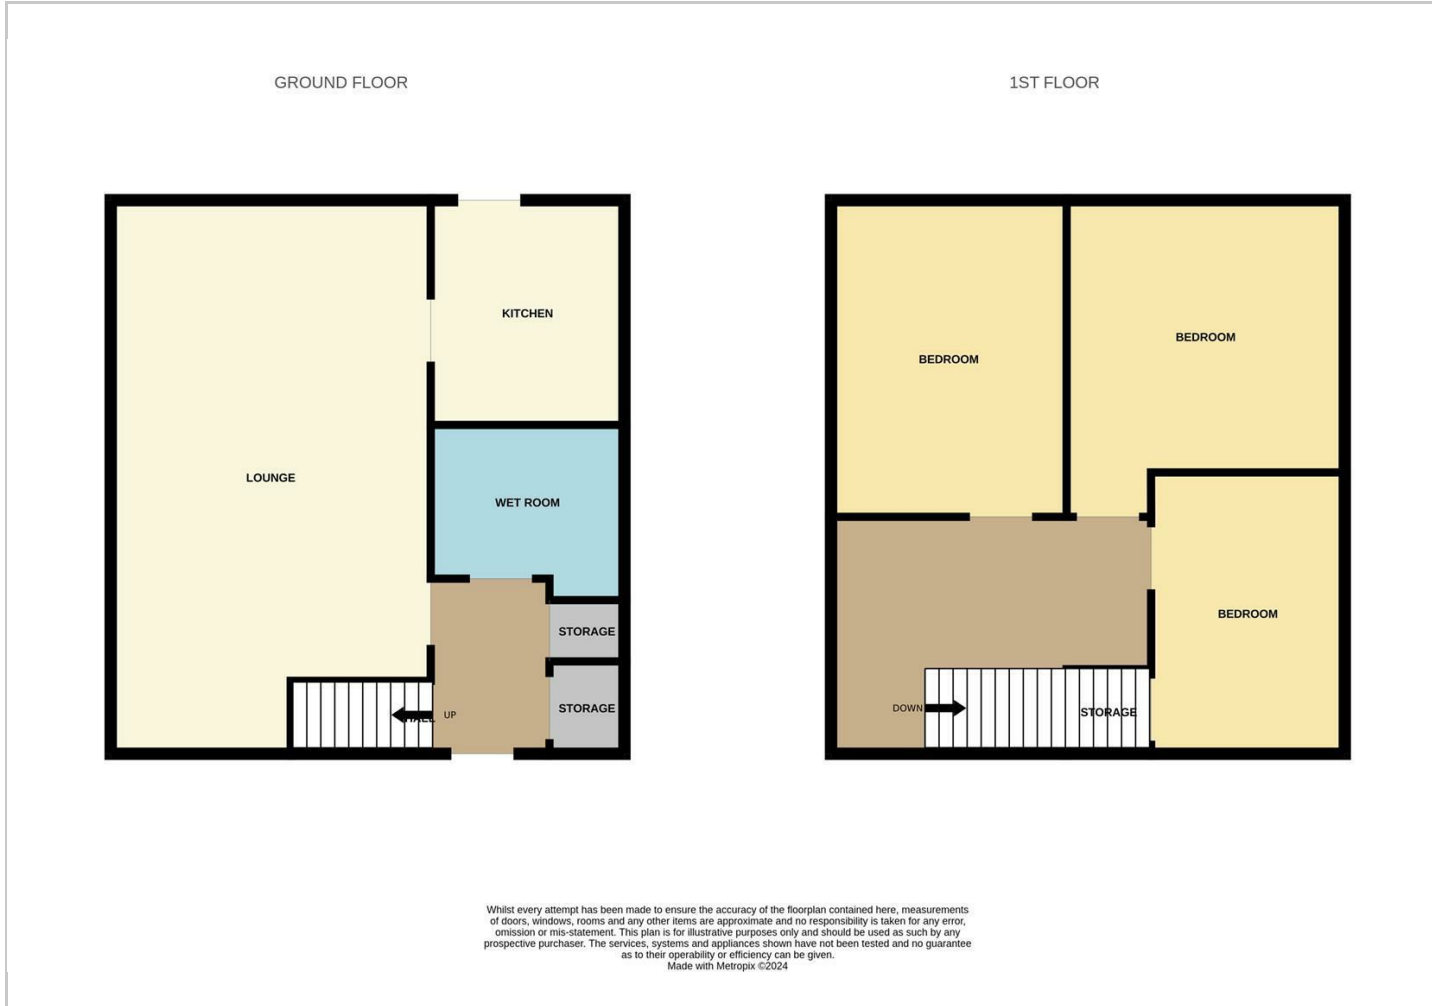 GROUND FLOOR
1ST FLOOR
KITCHEN
LOUNGE
WET ROOM
STORAGE
STORAGE
HALL
UP
BEDROOM
BEDROOM
BEDROOM
DOWN
STORAGE
Whilst every attempt has been made to ensure the accuracy of the floorplan contained here, measurements
of doors, windows, rooms and any other items are approximate and no responsibility is taken for any error,
omission or mis-statement. This plan is for illustrative purposes only and should be used as such by any
prospective purchaser. The services, systems and appliances shown have not been tested and no guarantee
as to their operability or efficiency can be given.
Made with Metropix ©2024